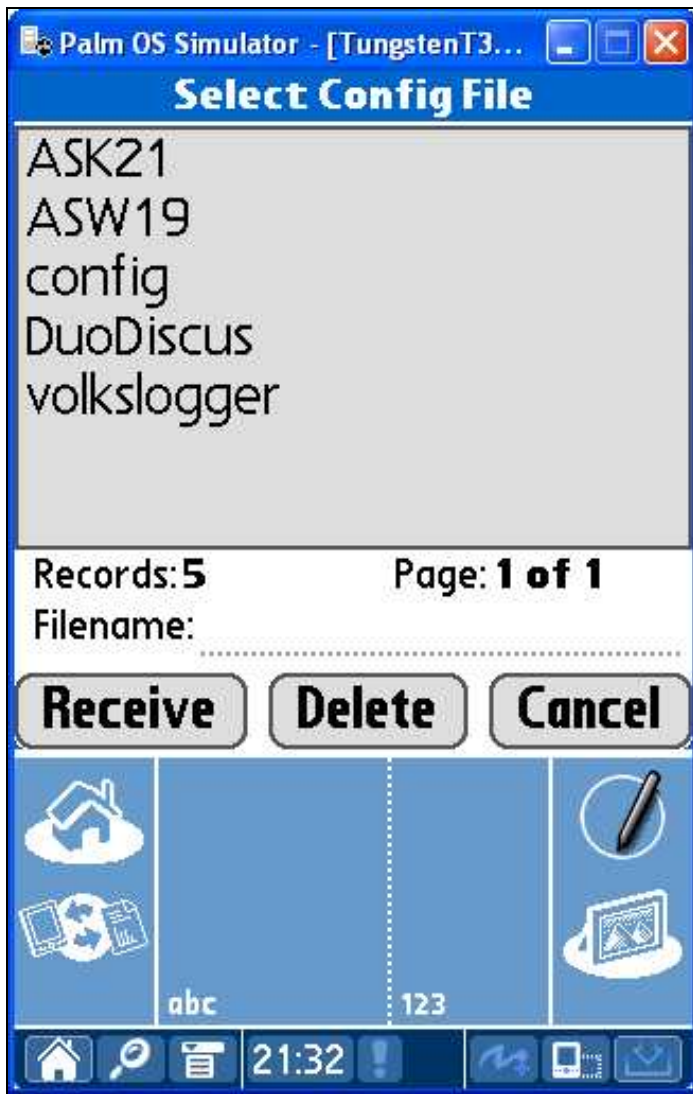 Palm OS Simulator - [TungstenT3...
Select Config File
ASK21
ASW19
config
DuoDiscus
volkslogger
Records: 5 Page: 1 of 1
Filename:
Receive Delete Cancel
abc 123
21:32